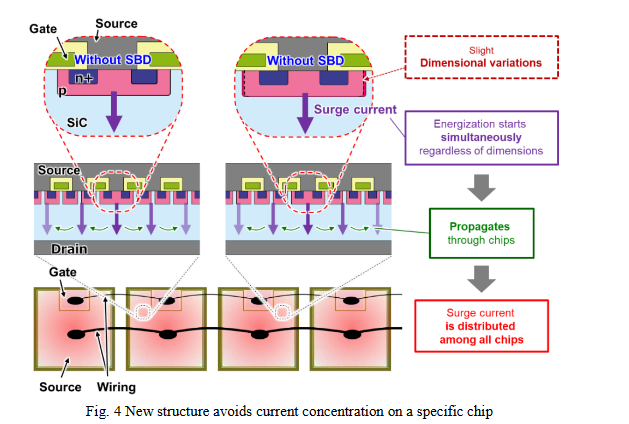 Source
Gate
Without SBD
n+
p
SiC
Without SBD
Surge current
Slight
Dimensional variations
Energization starts
simultaneously
regardless of dimensions
Source
Drain
Propagates
through chips
Gate
Source
Wiring
Surge current
is distributed
among all chips
Fig. 4 New structure avoids current concentration on a specific chip